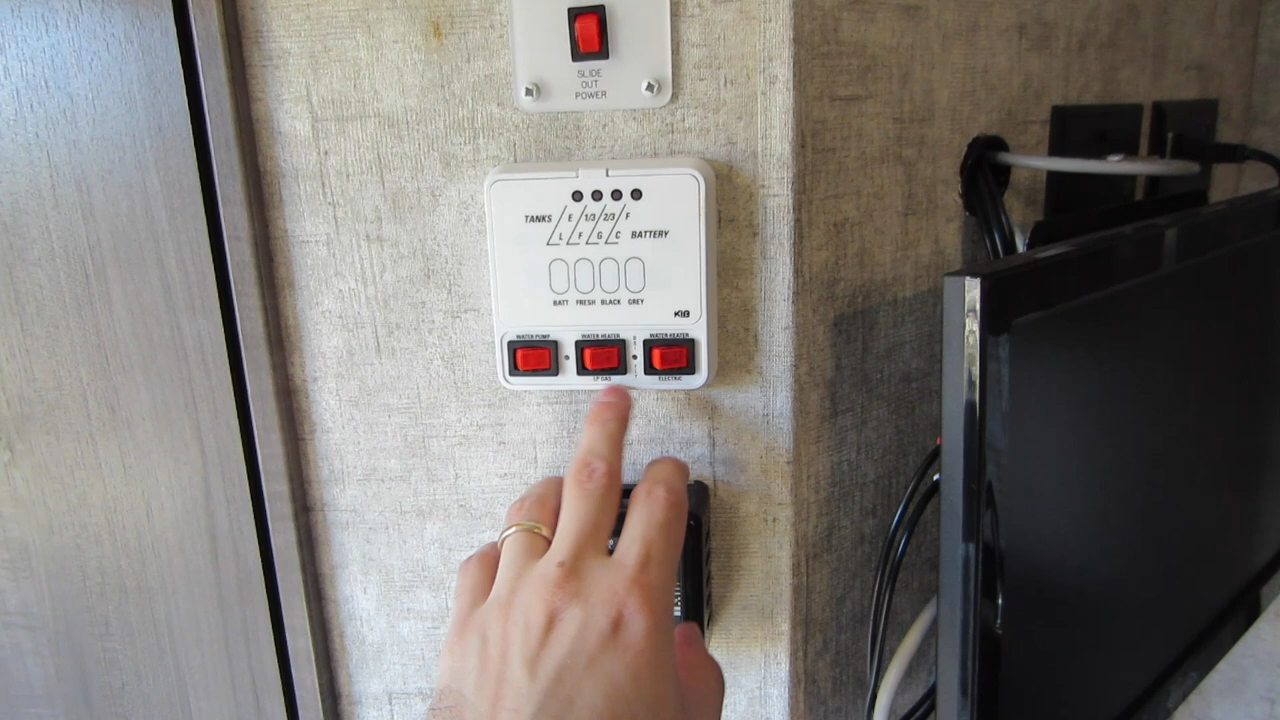 SLIDE
OUT
POWER
TANKS E 1/3 2/3 F
L F G C BATTERY
BATT FRESH BLACK GREY
KIB
WATER PUMP WATER HEATER WATER HEATER
LP GAS ELECTRIC